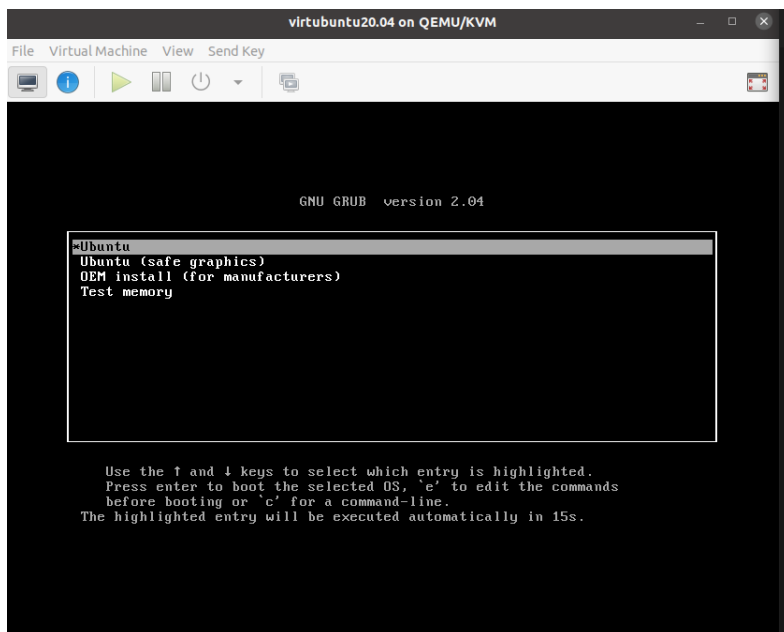 virtubuntu20.04 on QEMU/KVM
File Virtual Machine View Send Key
GNU GRUB version 2.04
*Ubuntu
Ubuntu (safe graphics)
OEM install (for manufacturers)
Test memory
Use the ↑ and ↓ keys to select which entry is highlighted.
Press enter to boot the selected OS, `e' to edit the commands
before booting or `c' for a command-line.
The highlighted entry will be executed automatically in 15s.